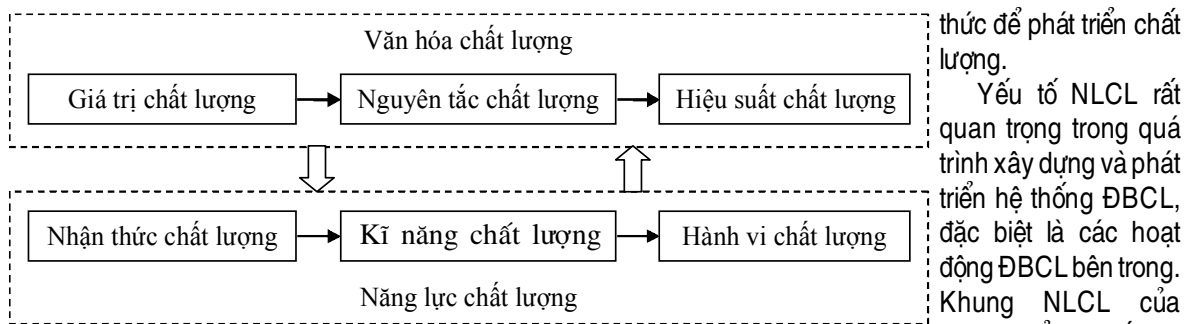 Văn hóa chất lượng
Giá trị chất lượng
Nguyên tắc chất lượng
Hiệu suất chất lượng
Nhận thức chất lượng
Kĩ năng chất lượng
Hành vi chất lượng
Năng lực chất lượng
thức để phát triển chất
lượng.
Yếu tố NLCL rất
quan trọng trong quá
trình xây dựng và phát
triển hệ thống ĐBCL,
đặc biệt là các hoạt
động ĐBCL bên trong.
Khung NLCL của